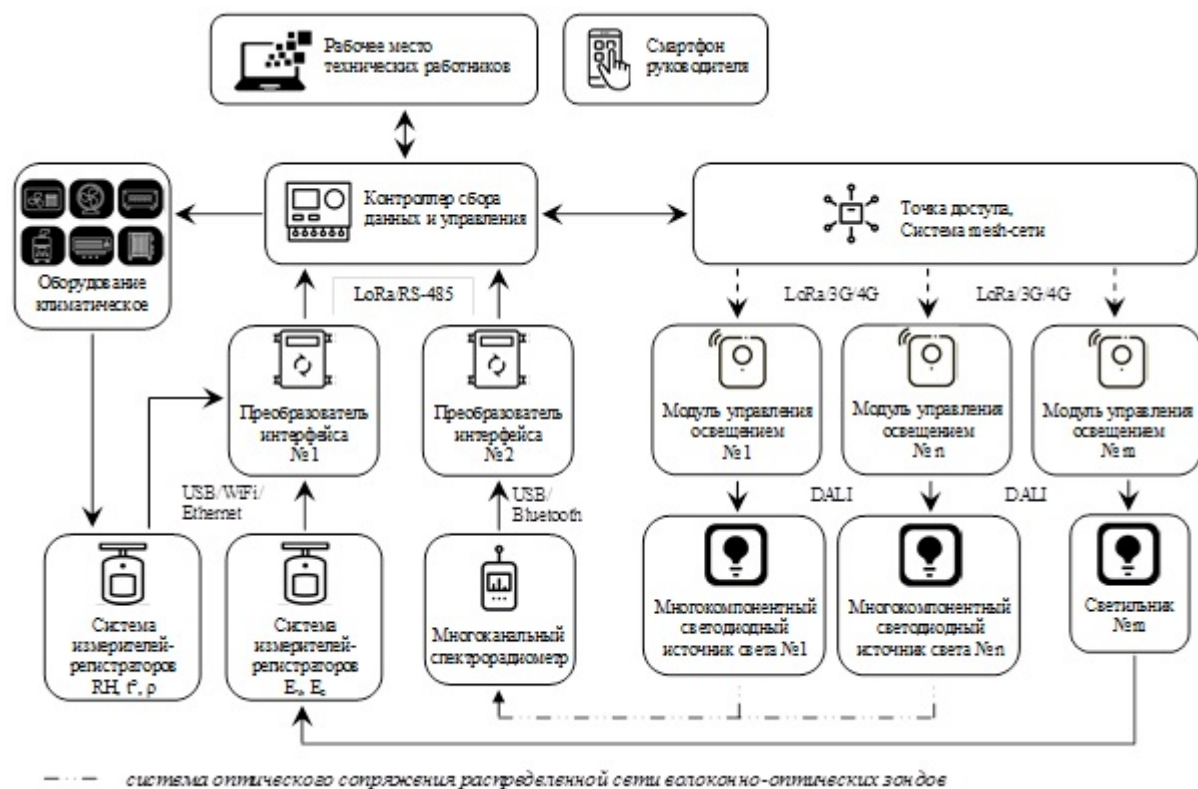 Рабочее место
технических работников
Смартфон
руководителя
Контроллер сбора
данных и управления
Точка доступа,
Система mesh-сети
Оборудование
климатическое
LoRa/RS-485
LoRa/3G/4G
LoRa/3G/4G
Преобразователь
интерфейса
№1
Преобразователь
интерфейса
№2
Модуль управления
освещением
№1
Модуль управления
освещением
№n
Модуль управления
освещением
№m
USB/WiFi/
Ethernet
USB/
Bluetooth
DALI
DALI
Система
измерителей-
регистраторов
RH, t°, ρ
Система
измерителей-
регистраторов
Многоканальный
спектрорадиометр
Многокомпонентный
светодиодный
источник света №1
Многокомпонентный
светодиодный
источник света №n
Светильник
№m
система оптического сопряжения распределенной сети волоконно-оптических зондов